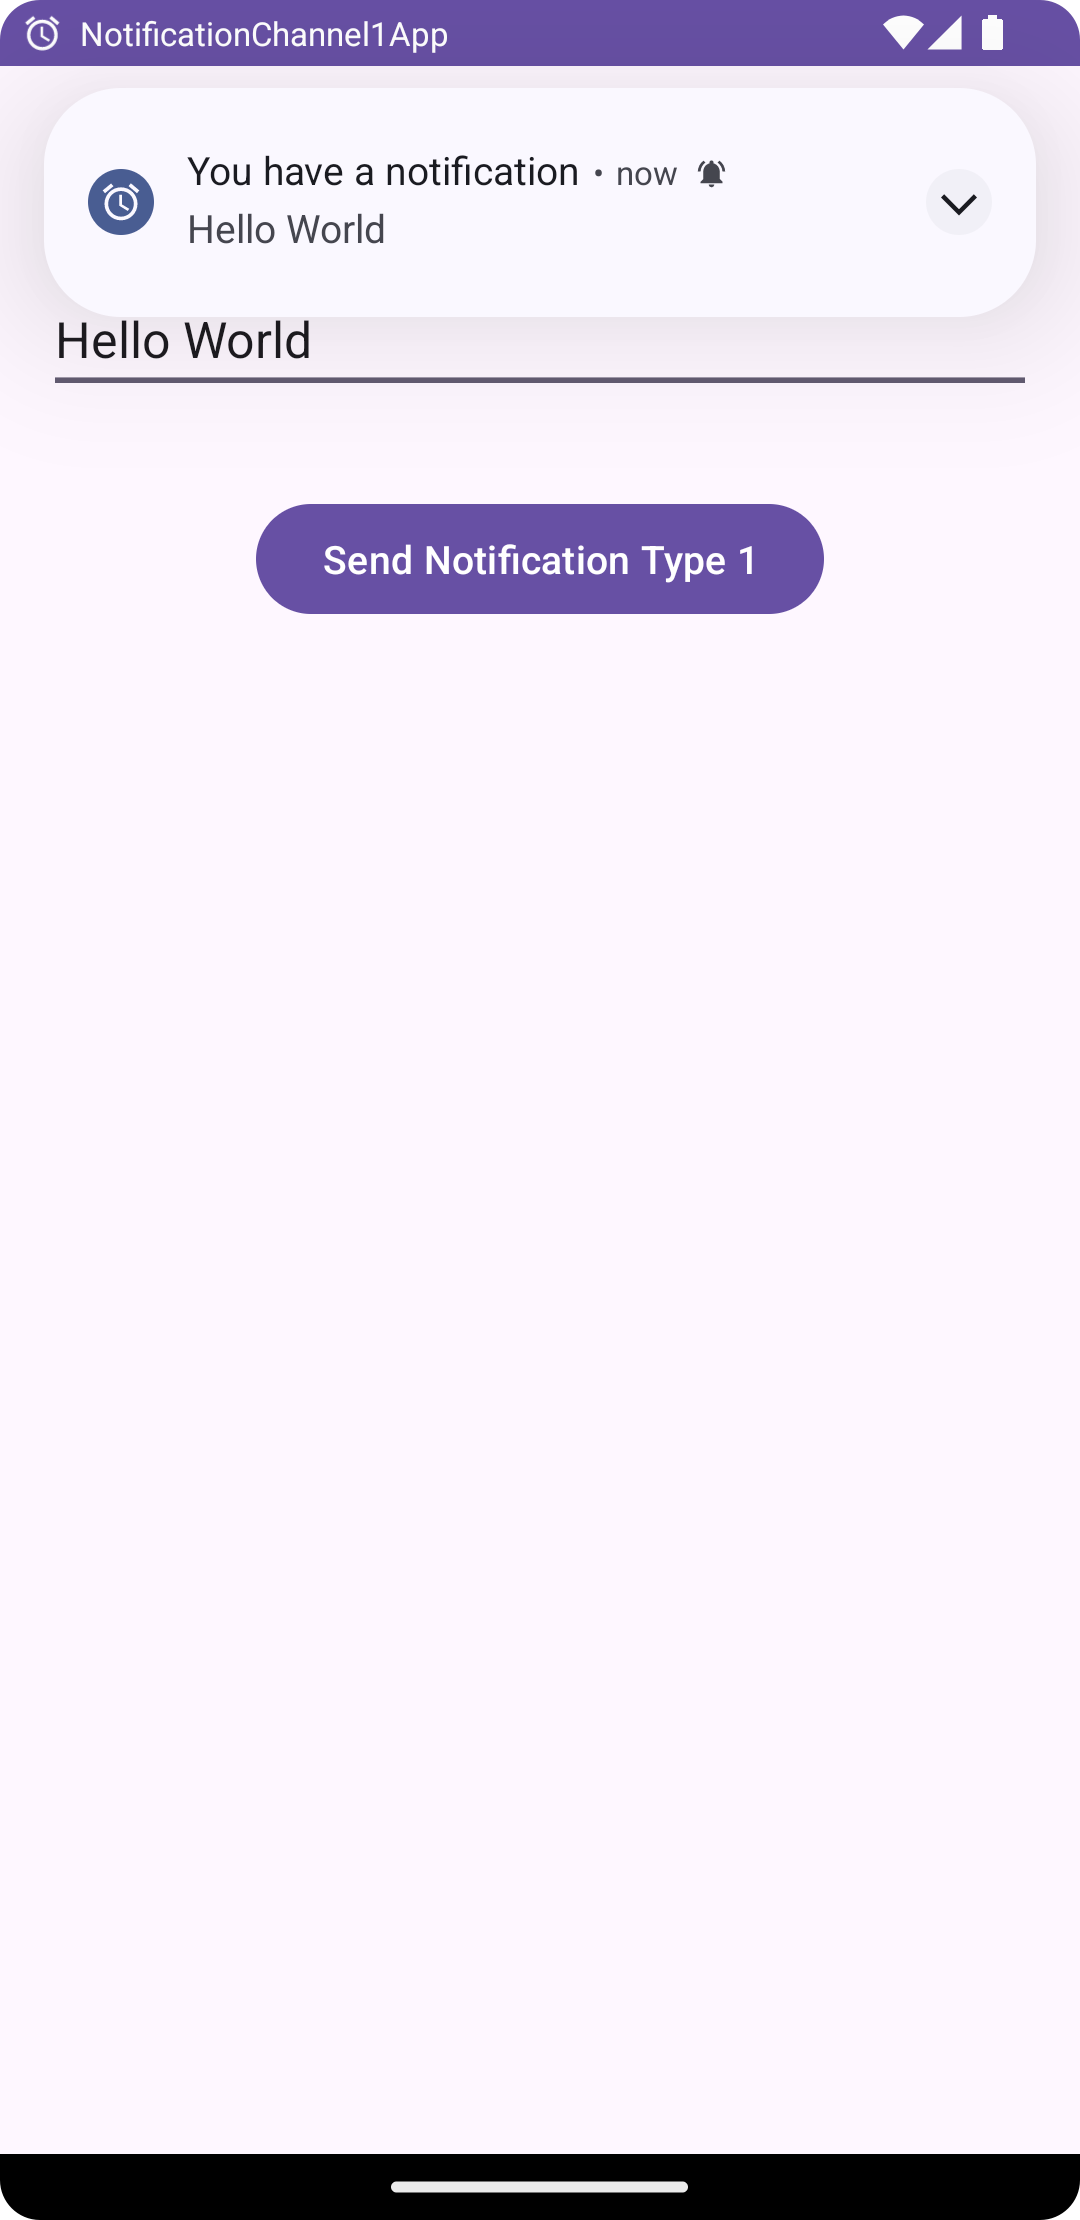 NotificationChannel1App
You have a notification • now
Hello World
Hello World
Send Notification Type 1